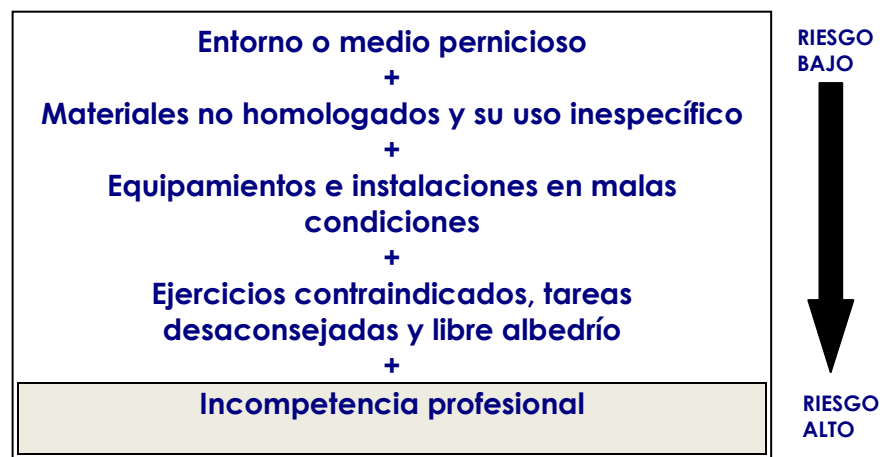 Entorno o medio pernicioso
+
Materiales no homologados y su uso inespecífico
+
Equipamientos e instalaciones en malas
condiciones
+
Ejercicios contraindicados, tareas
desaconsejadas y libre albedrío
+
Incompetencia profesional
RIESGO
BAJO
RIESGO
ALTO